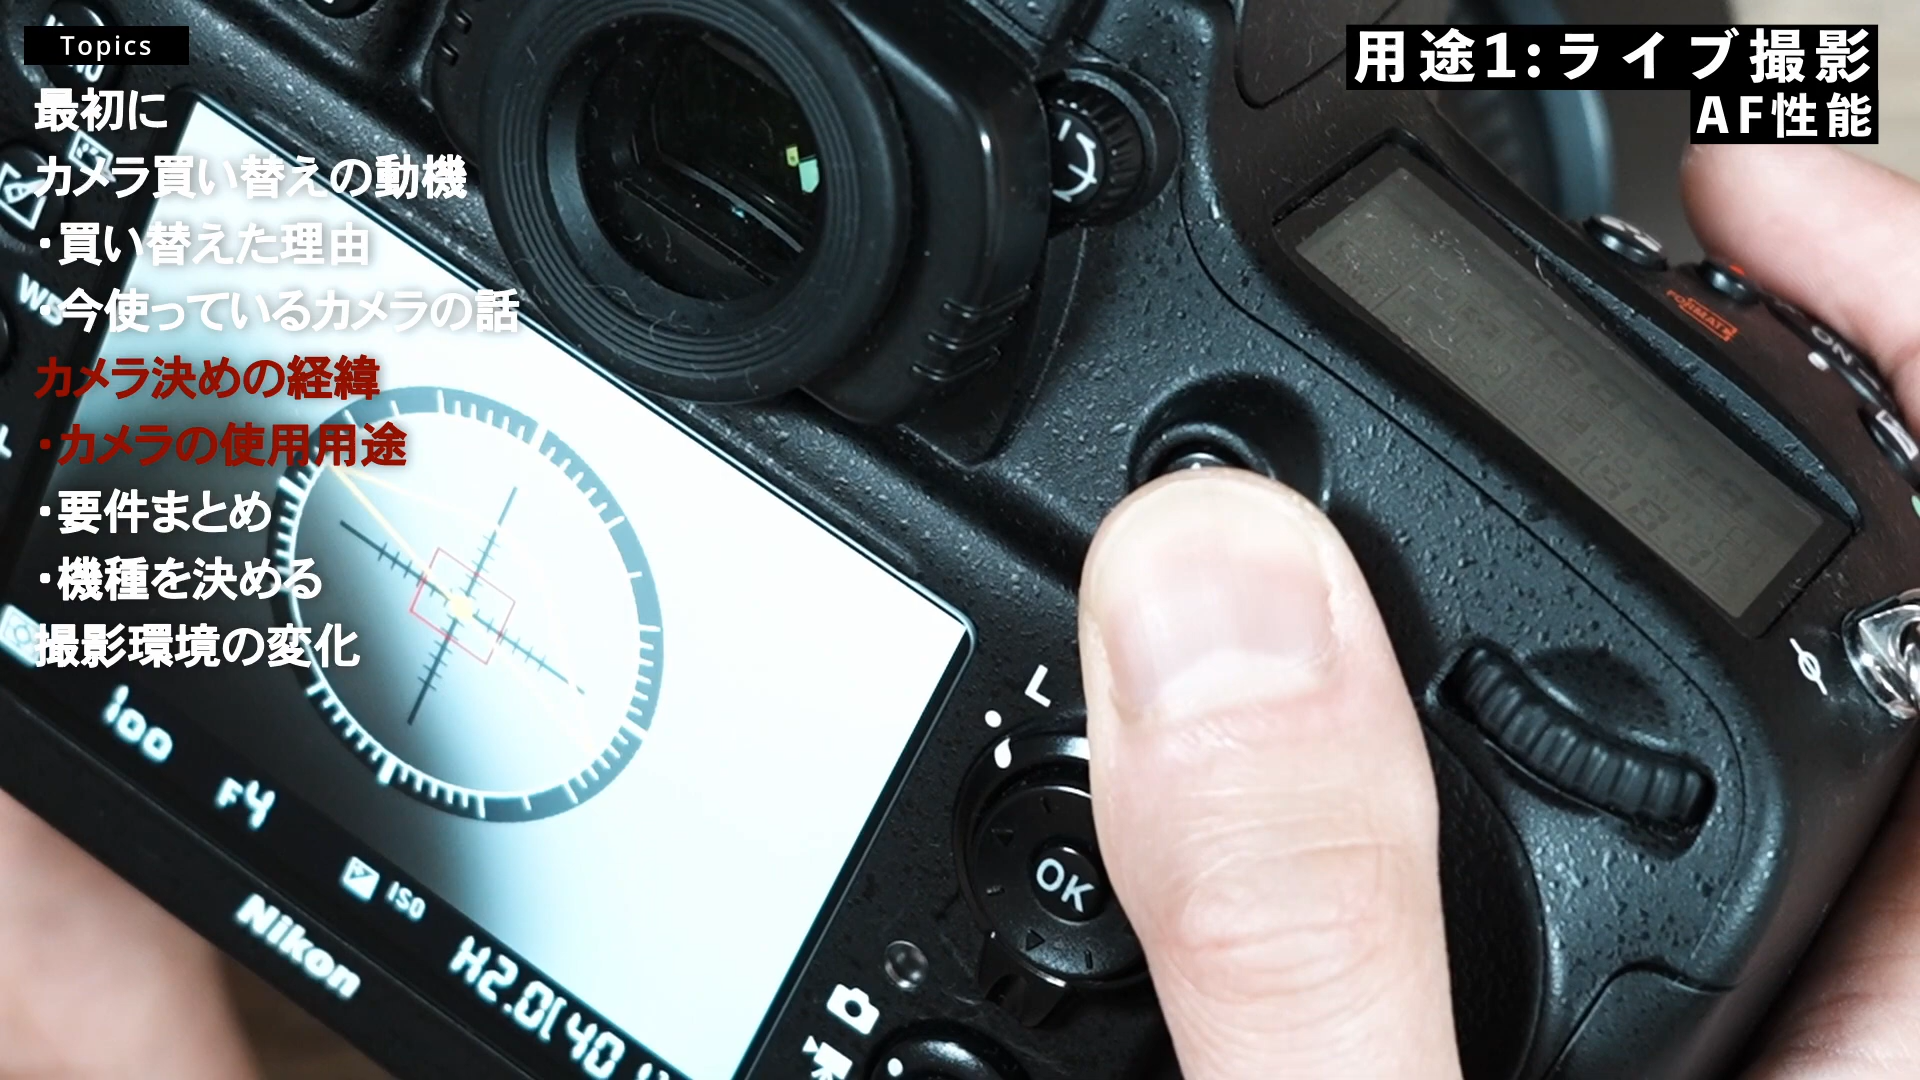 Topics
最初に
カメラ買い替えの動機
・買い替えた理由
・今使っているカメラの話
カメラ決めの経緯
・カメラの使用用途
・要件まとめ
・機種を決める
撮影環境の変化
用途1:ライブ撮影
AF性能
WB
FORMAT
ON
L
OK
100
F4
ISO
H2.0
Nikon